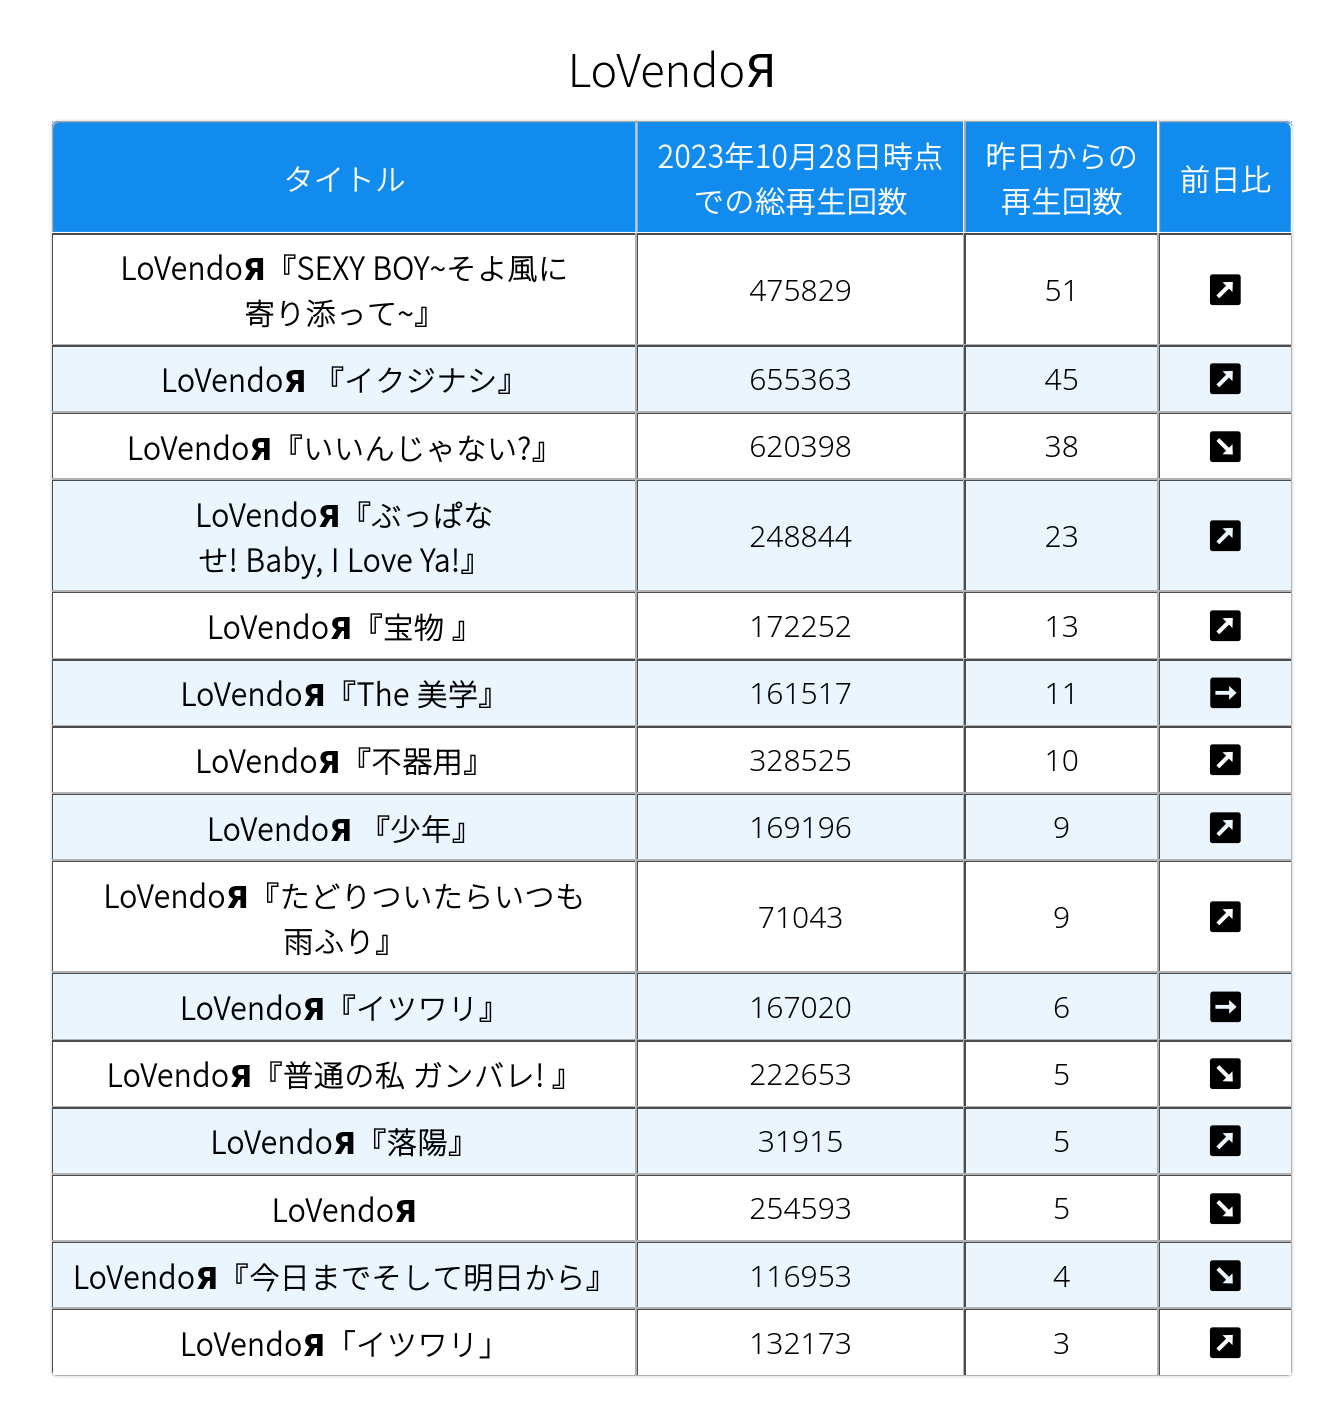 LoVendoЯ
タイトル
2023年10月28日時点
での総再生回数
昨日からの
再生回数
前日比
LoVendoЯ『SEXY BOY~そよ風に
寄り添って~』
475829
51
LoVendoЯ 『イクジナシ』
655363
45
LoVendoЯ『いいんじゃない?』
620398
38
LoVendoЯ『ぶっぱな
せ! Baby, I Love Ya!』
248844
23
LoVendoЯ『宝物 』
172252
13
LoVendoЯ『The 美学』
161517
11
LoVendoЯ『不器用』
328525
10
LoVendoЯ 『少年』
169196
9
LoVendoЯ『たどりついたらいつも
雨ふり』
71043
9
LoVendoЯ『イツワリ』
167020
6
LoVendoЯ『普通の私 ガンバレ! 』
222653
5
LoVendoЯ『落陽』
31915
5
LoVendoЯ
254593
5
LoVendoЯ『今日までそして明日から』
116953
4
LoVendoЯ「イツワリ」
132173
3